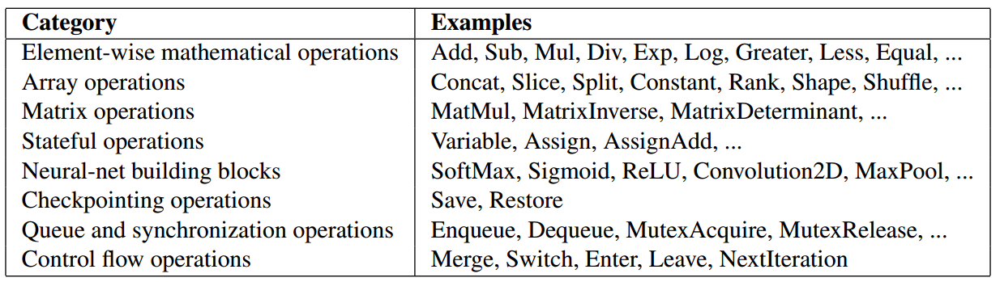 Category Examples
Element-wise mathematical operations Add, Sub, Mul, Div, Exp, Log, Greater, Less, Equal, ...
Array operations Concat, Slice, Split, Constant, Rank, Shape, Shuffle, ...
Matrix operations MatMul, MatrixInverse, MatrixDeterminant, ...
Stateful operations Variable, Assign, AssignAdd, ...
Neural-net building blocks SoftMax, Sigmoid, ReLU, Convolution2D, MaxPool, ...
Checkpointing operations Save, Restore
Queue and synchronization operations Enqueue, Dequeue, MutexAcquire, MutexRelease, ...
Control flow operations Merge, Switch, Enter, Leave, NextIteration